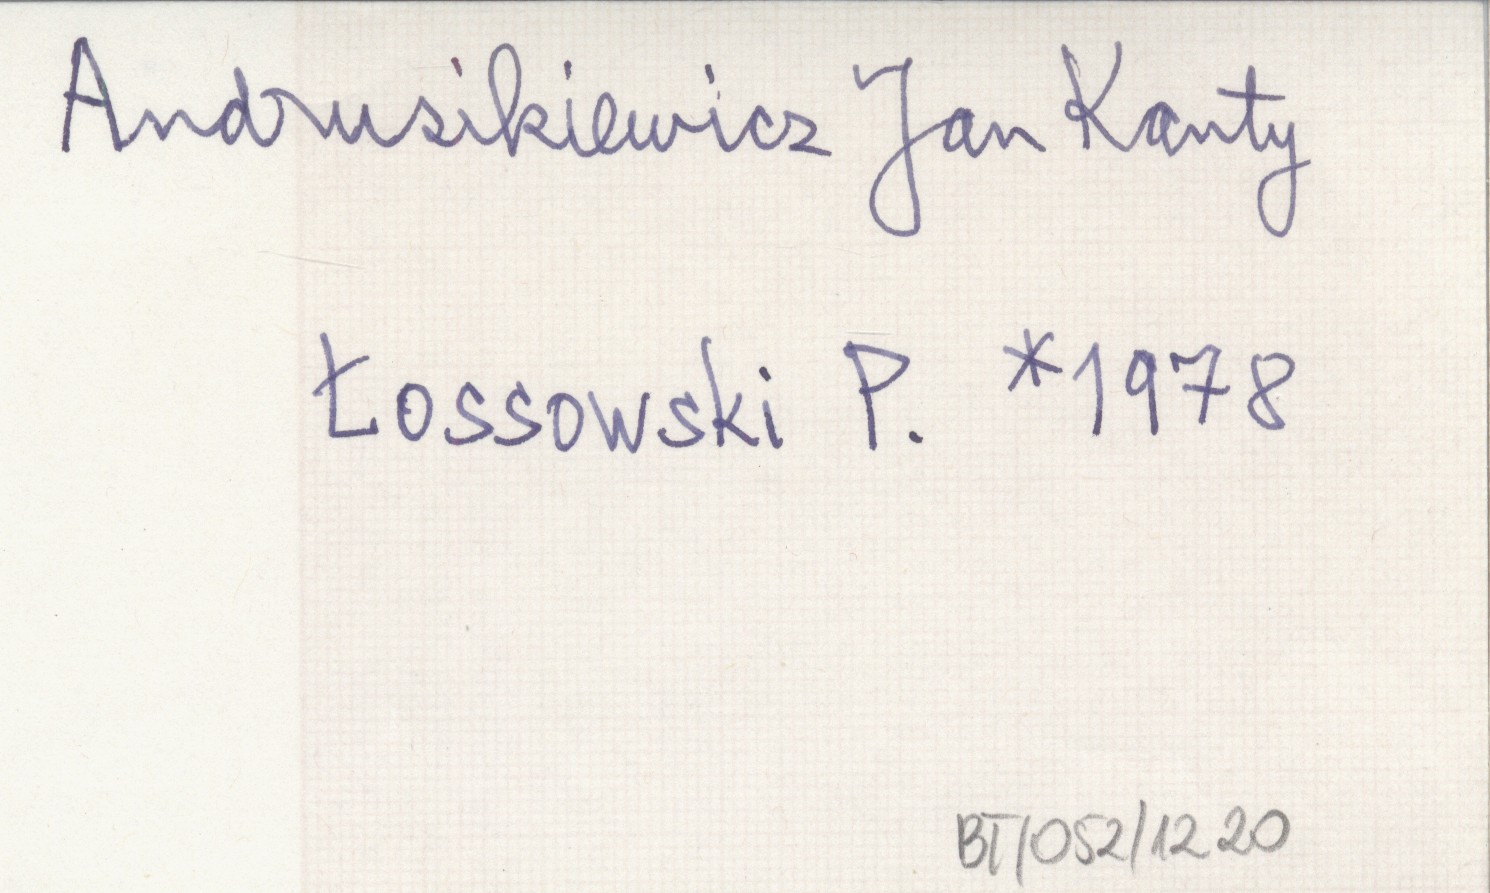 Andrusikiewicz Jan Kanty
Łossowski P. *1978
BT/052/1220